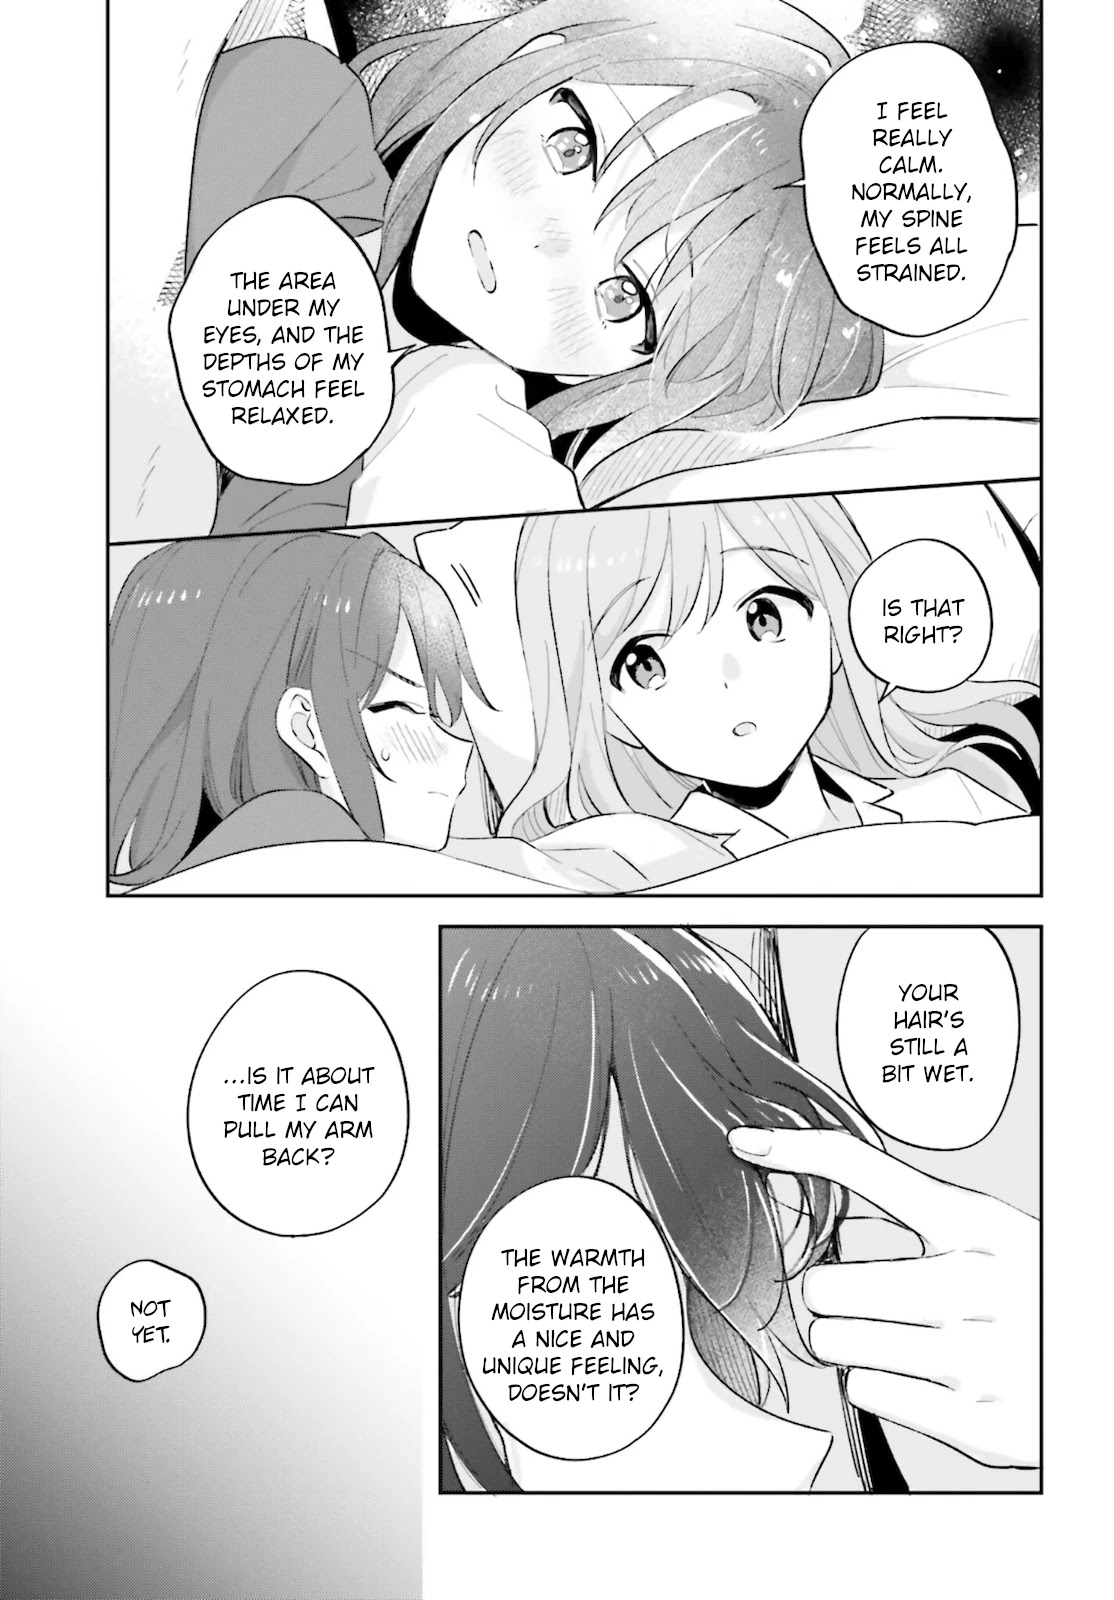 I FEEL
REALLY
CALM.
NORMALLY,
MY SPINE
FEELS ALL
STRAINED.
THE AREA
UNDER MY
EYES, AND THE
DEPTHS OF MY
STOMACH FEEL
RELAXED.
IS THAT
RIGHT?
YOUR
HAIR'S
STILL A
BIT WET.
THE WARMTH
FROM THE
MOISTURE HAS
A NICE AND
UNIQUE FEELING,
DOESN'T IT?
...IS IT ABOUT
TIME I CAN
PULL MY ARM
BACK?
NOT
YET.